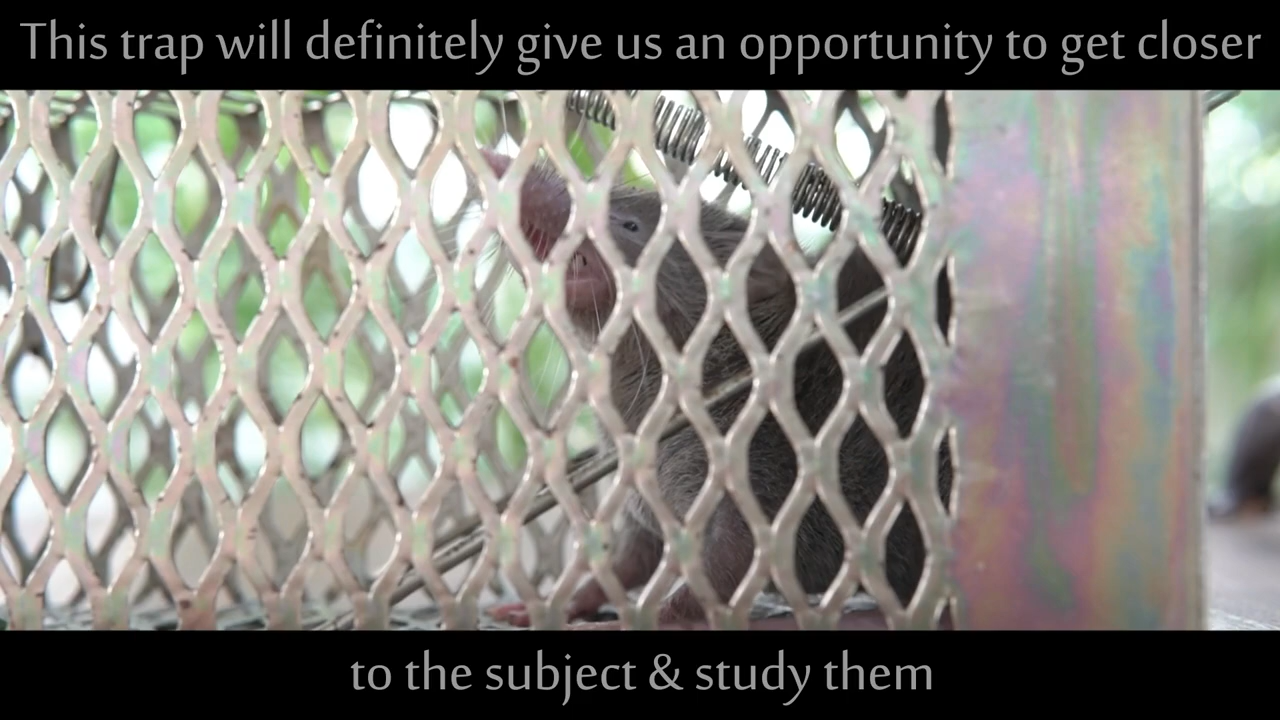 This trap will definitely give us an opportunity to get closer
to the subject & study them